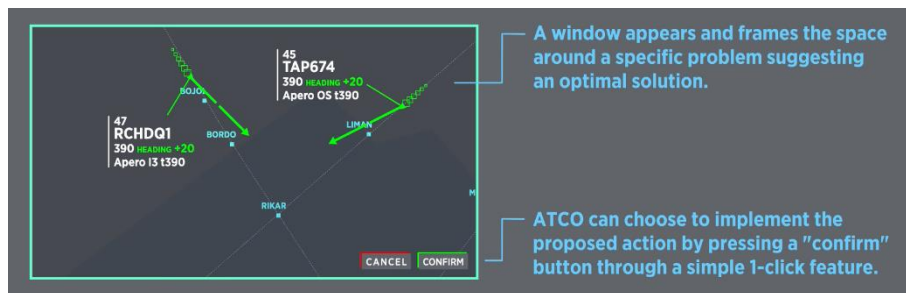 45
TAP674
390 HEADING +20
Apero OS t390
BOJOL
47
RCHDQ1
390 HEADING +20
Apero I3 t390
BORDO
LIMAN
RIKAR
M
CANCEL
CONFIRM
A window appears and frames the space
around a specific problem suggesting
an optimal solution.
ATCO can choose to implement the
proposed action by pressing a "confirm"
button through a simple 1-click feature.